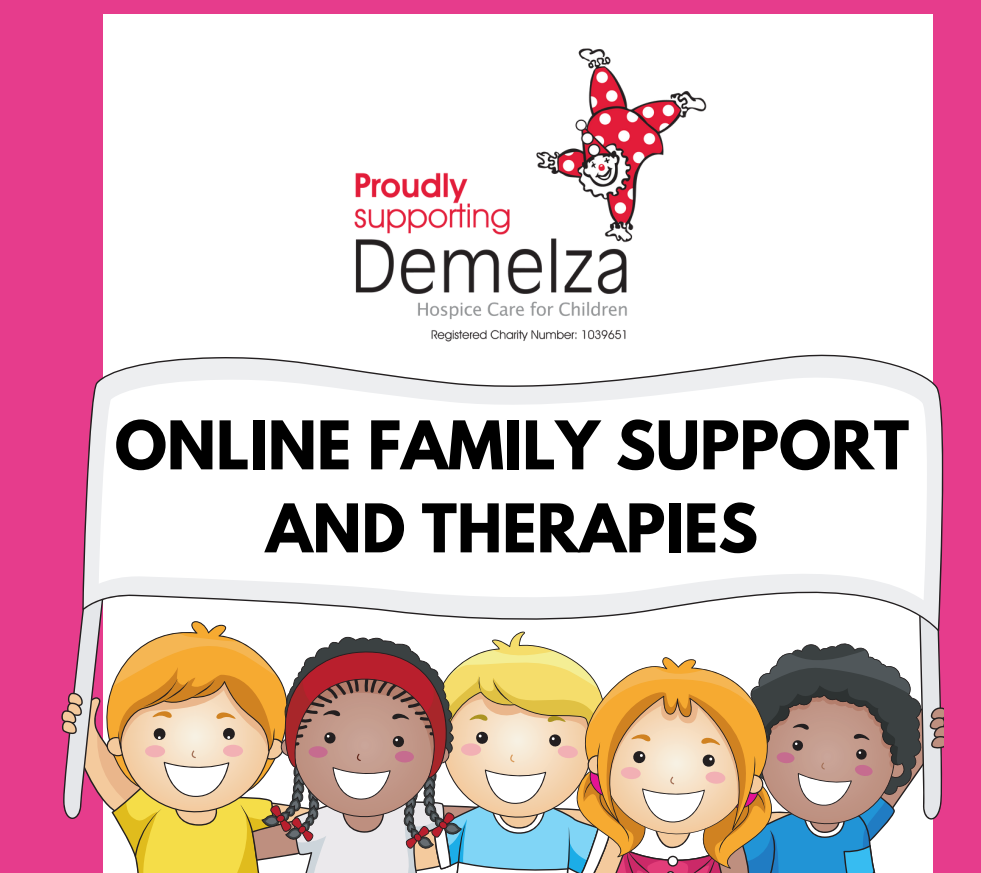 Proudly
supporting
Demelza
Hospice Care for Children
Registered Charity Number: 1039651
ONLINE FAMILY SUPPORT
AND THERAPIES